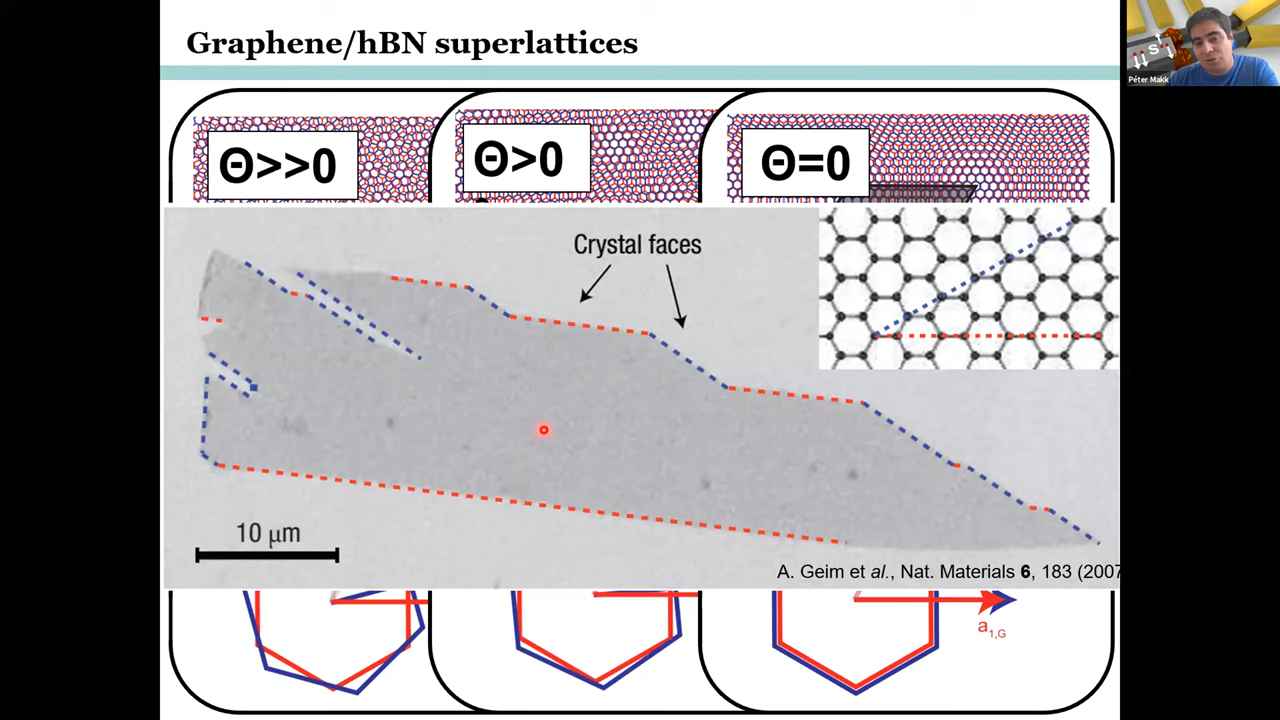 Graphene/hBN superlattices
S
Péter Makk
Θ>>0
Θ>0
Θ=0
Crystal faces
10 μm
A. Geim et al., Nat. Materials 6, 183 (2007
a1,G